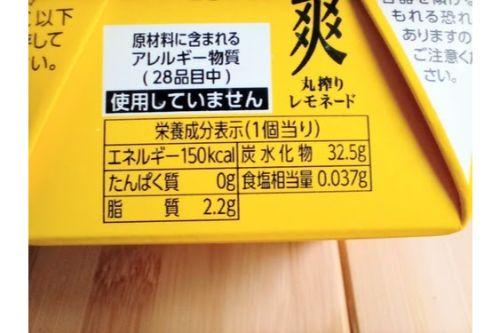 く以下
して
い。
原材料に含まれる
アレルギー物質
(28品目中)
使用していません
爽
丸搾り
レモネード
もれる恐れ
ありますの
ご注意くだ
さい。
栄養成分表示(1個当り)
エネルギー150kcal 炭水化物 32.5g
たんぱく質 0g 食塩相当量 0.037g
脂質 2.2g